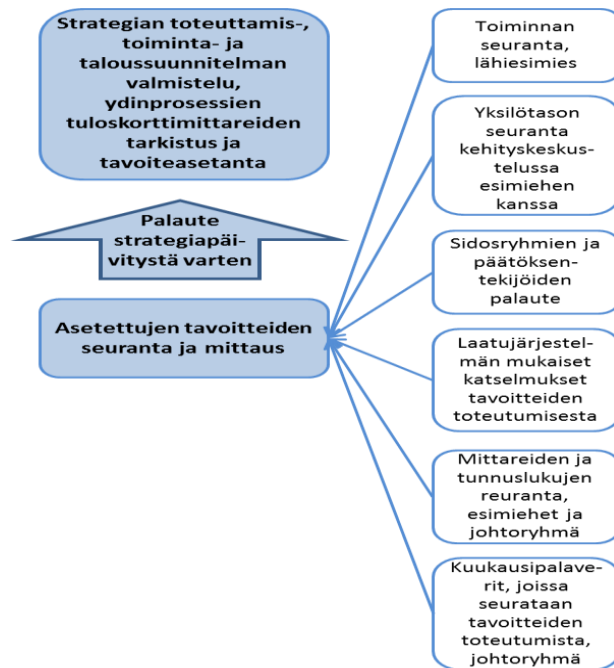 Strategian toteuttamis-,
toiminta- ja
taloussuunnitelman
valmistelu,
ydinprosessien
tuloskorttimittareiden
tarkistus ja
tavoiteasetanta
Palaute
strategiapäi-
vitystä varten
Asetettujen tavoitteiden
seuranta ja mittaus
Toiminnan
seuranta,
lähiesimies
Yksilötason
seuranta
kehityskeskus-
telussa
esimiehen
kanssa
Sidosryhmien ja
päätöksen-
tekijöiden
palaute
Laatujärjestel-
män mukaiset
katselmukset
tavoitteiden
toteutumisesta
Mittareiden ja
tunnuslukujen
reuranta,
esimiehet ja
johtoryhmä
Kuukausipalave-
rit, joissa
seurataan
tavoitteiden
toteutumista,
johtoryhmä